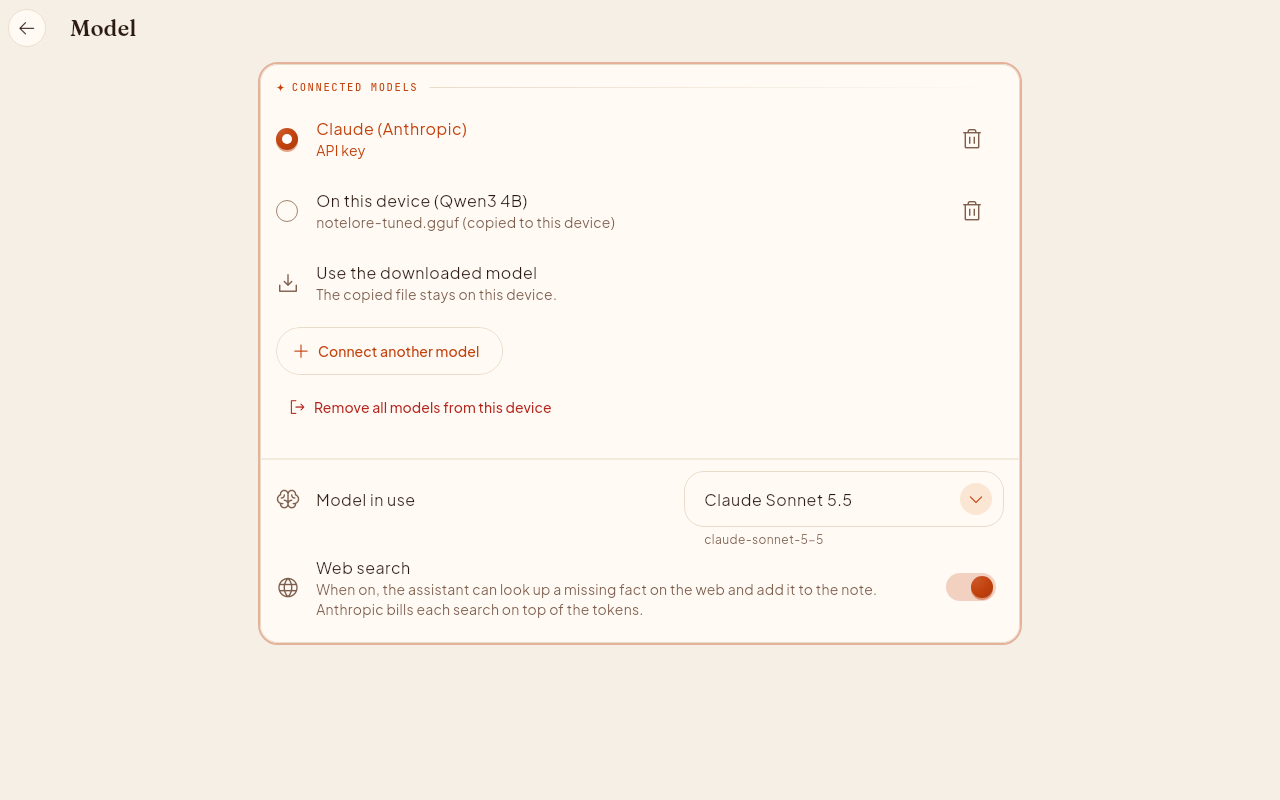 Model
CONNECTED MODELS
Claude (Anthropic)
API key
On this device (Qwen3 4B)
notelore-tuned.gguf (copied to this device)
Use the downloaded model
The copied file stays on this device.
Connect another model
Remove all models from this device
Model in use
Claude Sonnet 5.5
claude-sonnet-5-5
Web search
When on, the assistant can look up a missing fact on the web and add it to the note.
Anthropic bills each search on top of the tokens.